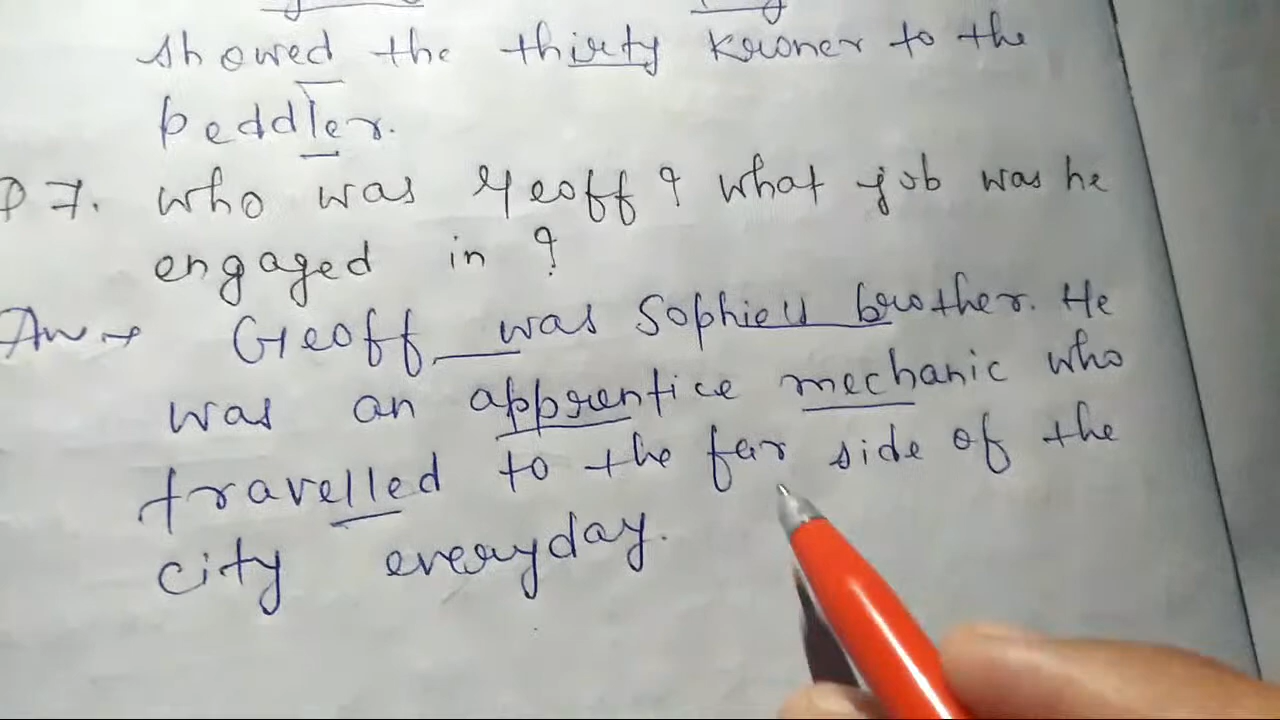 showed the thirty kroner to the
peddler.
Q 7. Who was Geoff? What job was he
engaged in?
Ans → Geoff was Sophie's brother. He
was an apprentice mechanic who
travelled to the far side of the
city everyday.